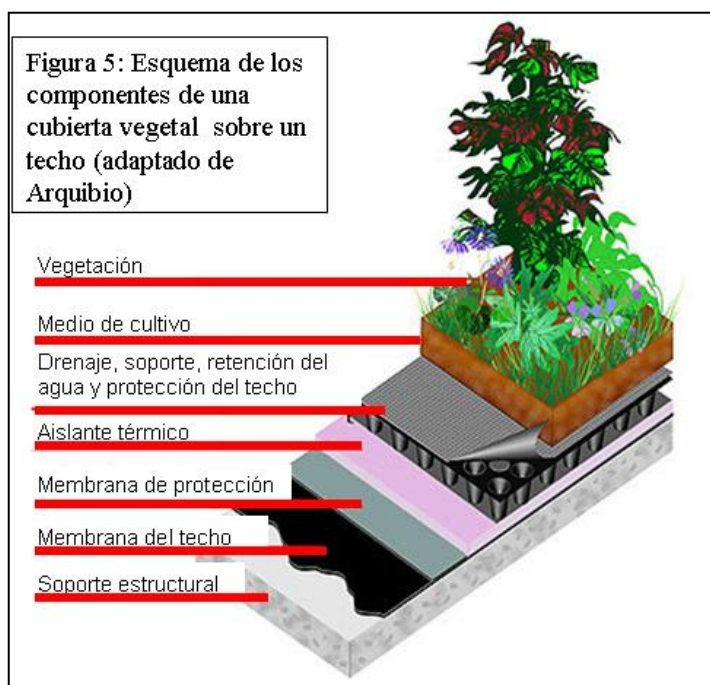 Figura 5: Esquema de los
componentes de una
cubierta vegetal sobre un
techo (adaptado de
Arquibio)
Vegetación
Medio de cultivo
Drenaje, soporte, retención del
agua y protección del techo
Aislante térmico
Membrana de protección
Membrana del techo
Soporte estructural